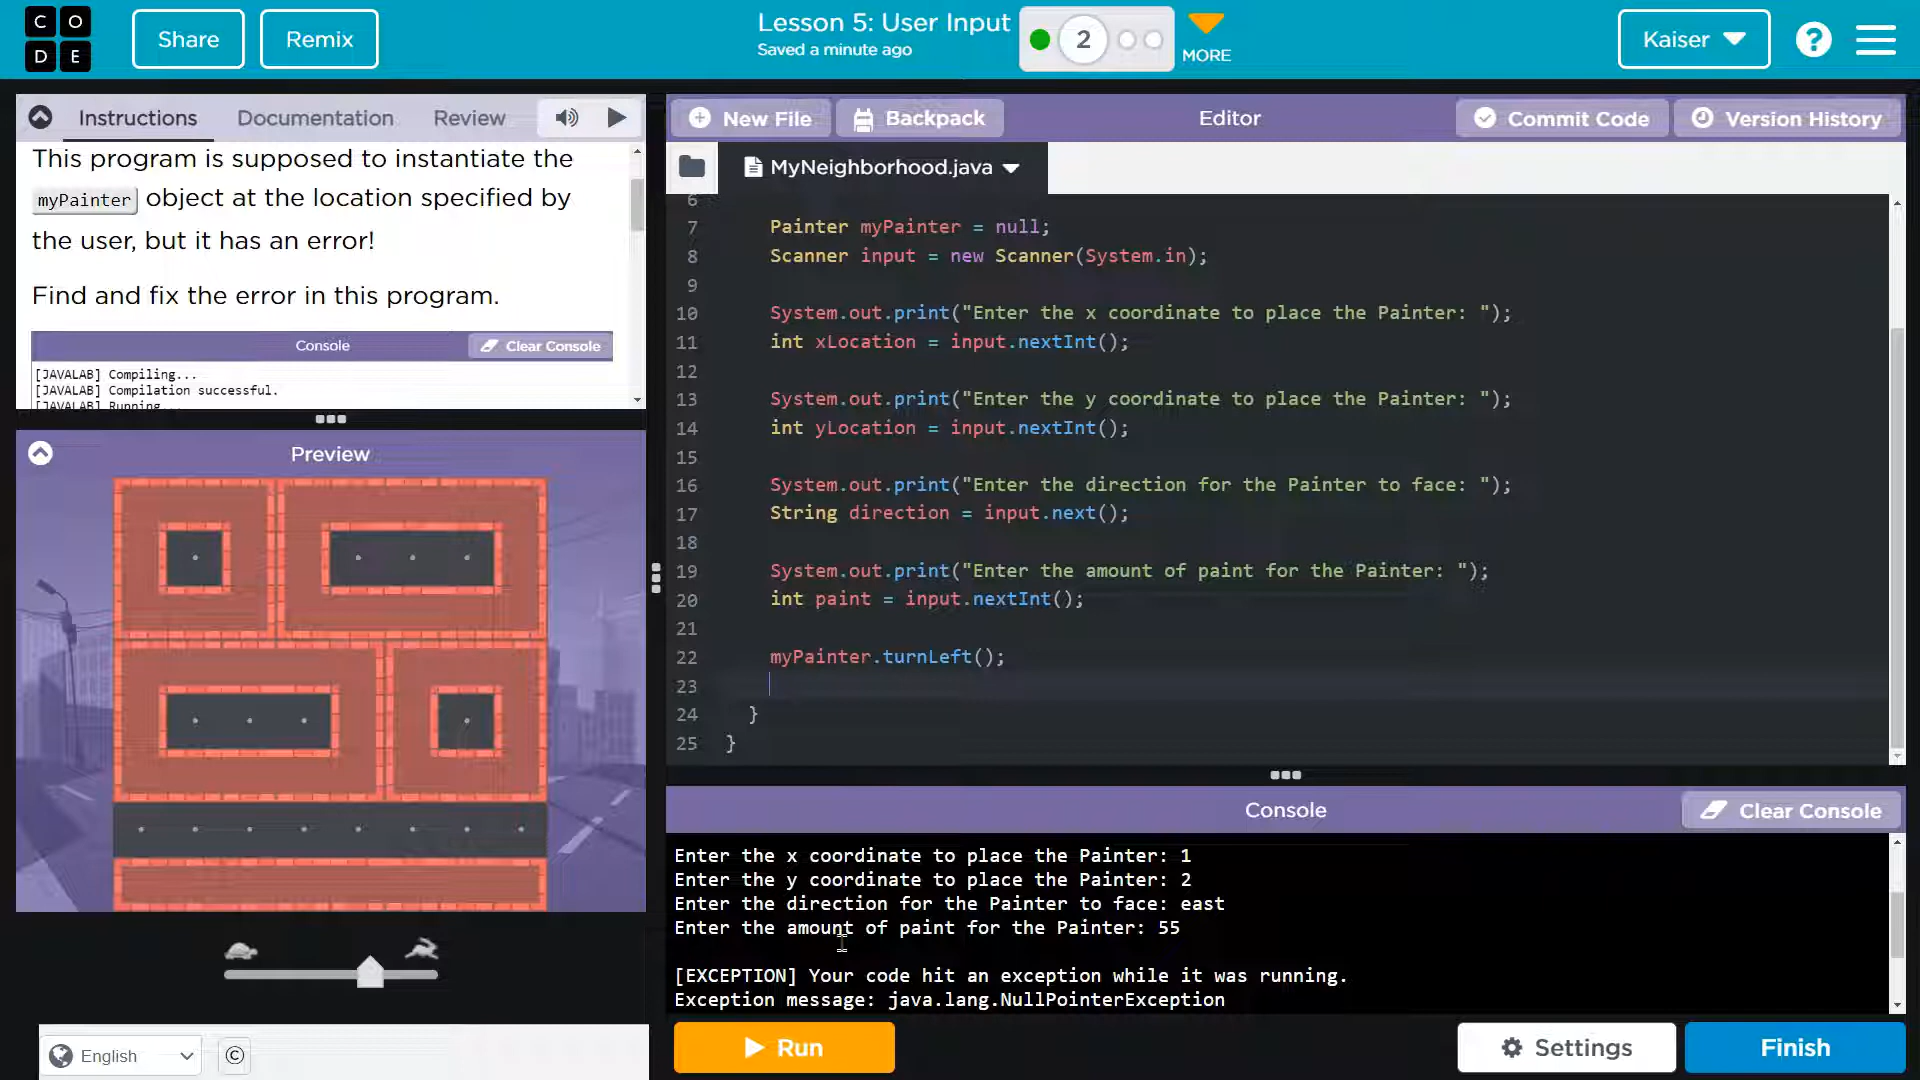 CODE
Share
Remix
Lesson 5: User Input
Saved a minute ago
2
MORE
Kaiser
?
Instructions
Documentation
Review
This program is supposed to instantiate the
myPainter object at the location specified by
the user, but it has an error!
Find and fix the error in this program.
Console
Clear Console
[JAVALAB] Compiling...
[JAVALAB] Compilation successful.
[JAVALAB] Running...
Preview
English
©
New File
Backpack
Editor
Commit Code
Version History
MyNeighborhood.java
6
7 Painter myPainter = null;
8 Scanner input = new Scanner(System.in);
9
10 System.out.print("Enter the x coordinate to place the Painter: ");
11 int xLocation = input.nextInt();
12
13 System.out.print("Enter the y coordinate to place the Painter: ");
14 int yLocation = input.nextInt();
15
16 System.out.print("Enter the direction for the Painter to face: ");
17 String direction = input.next();
18
19 System.out.print("Enter the amount of paint for the Painter: ");
20 int paint = input.nextInt();
21
22 myPainter.turnLeft();
23
24 }
25 }
Console
Clear Console
Enter the x coordinate to place the Painter: 1
Enter the y coordinate to place the Painter: 2
Enter the direction for the Painter to face: east
Enter the amount of paint for the Painter: 55
[EXCEPTION] Your code hit an exception while it was running.
Exception message: java.lang.NullPointerException
Run
Settings
Finish